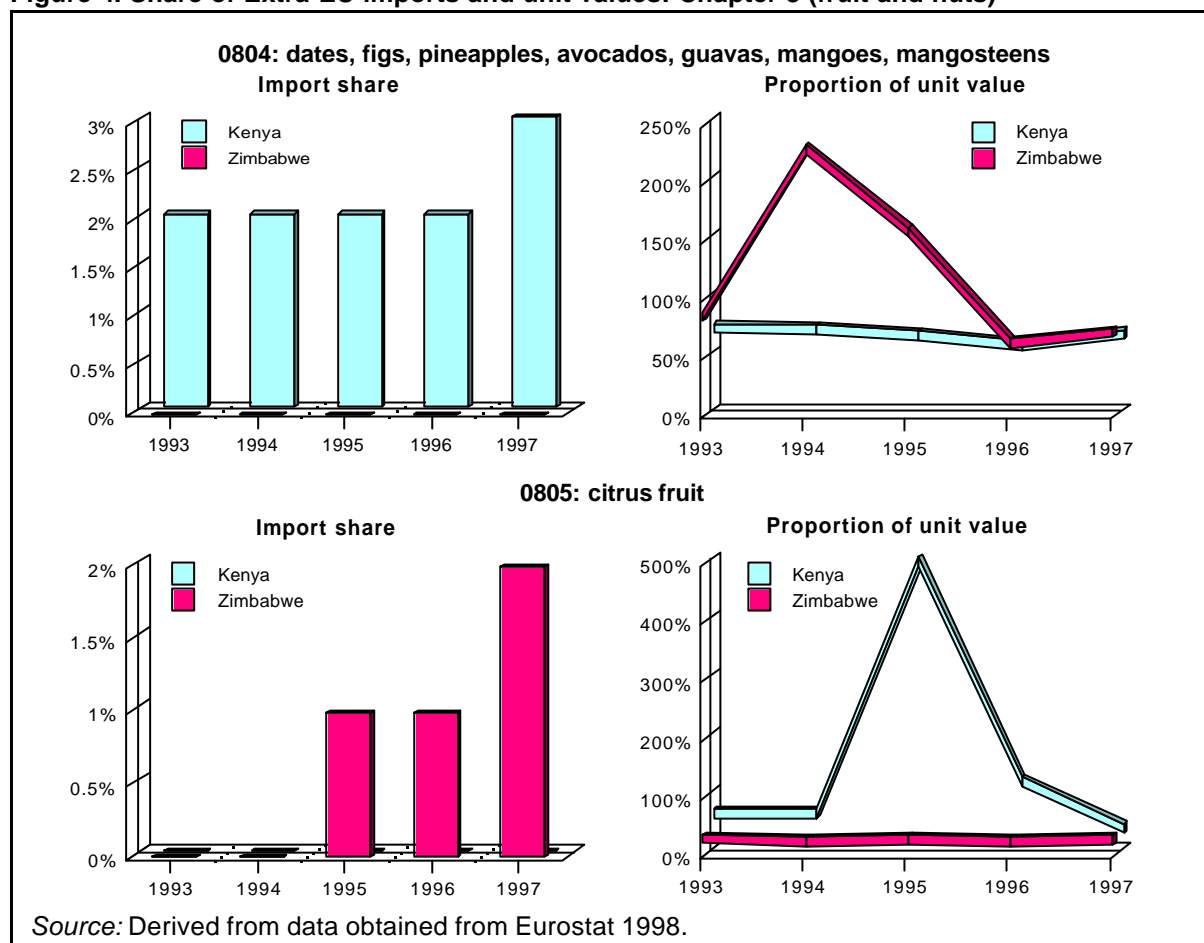 0804: dates, figs, pineapples, avocados, guavas, mangoes, mangosteens
Import share
3%
2.5%
2%
1.5%
1%
0.5%
0%
Kenya
Zimbabwe
1993 1994 1995 1996 1997
Proportion of unit value
250%
200%
150%
100%
50%
0%
Kenya
Zimbabwe
1993 1994 1995 1996 1997
0805: citrus fruit
Import share
2%
1.5%
1%
0.5%
0%
Kenya
Zimbabwe
1993 1994 1995 1996 1997
Proportion of unit value
500%
400%
300%
200%
100%
0%
Kenya
Zimbabwe
1993 1994 1995 1996 1997
Source: Derived from data obtained from Eurostat 1998.